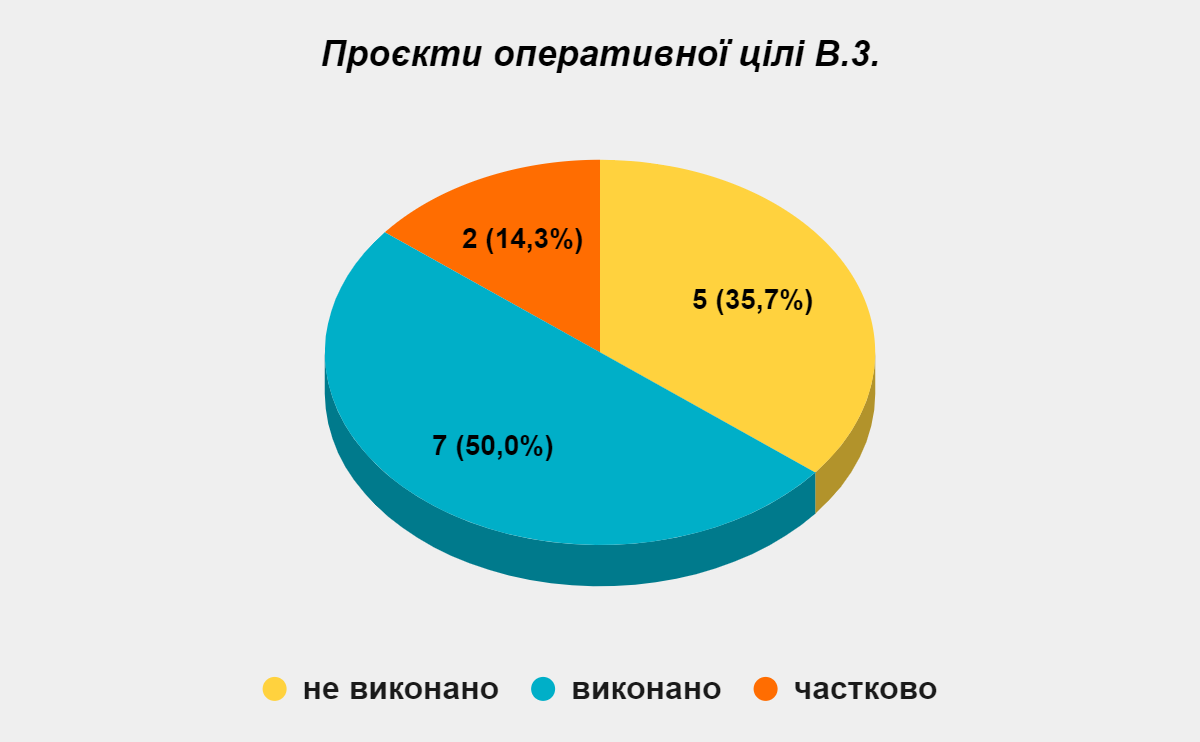 Проєкти оперативної цілі В.3.
2 (14,3%)
5 (35,7%)
7 (50,0%)
не виконано виконано частково